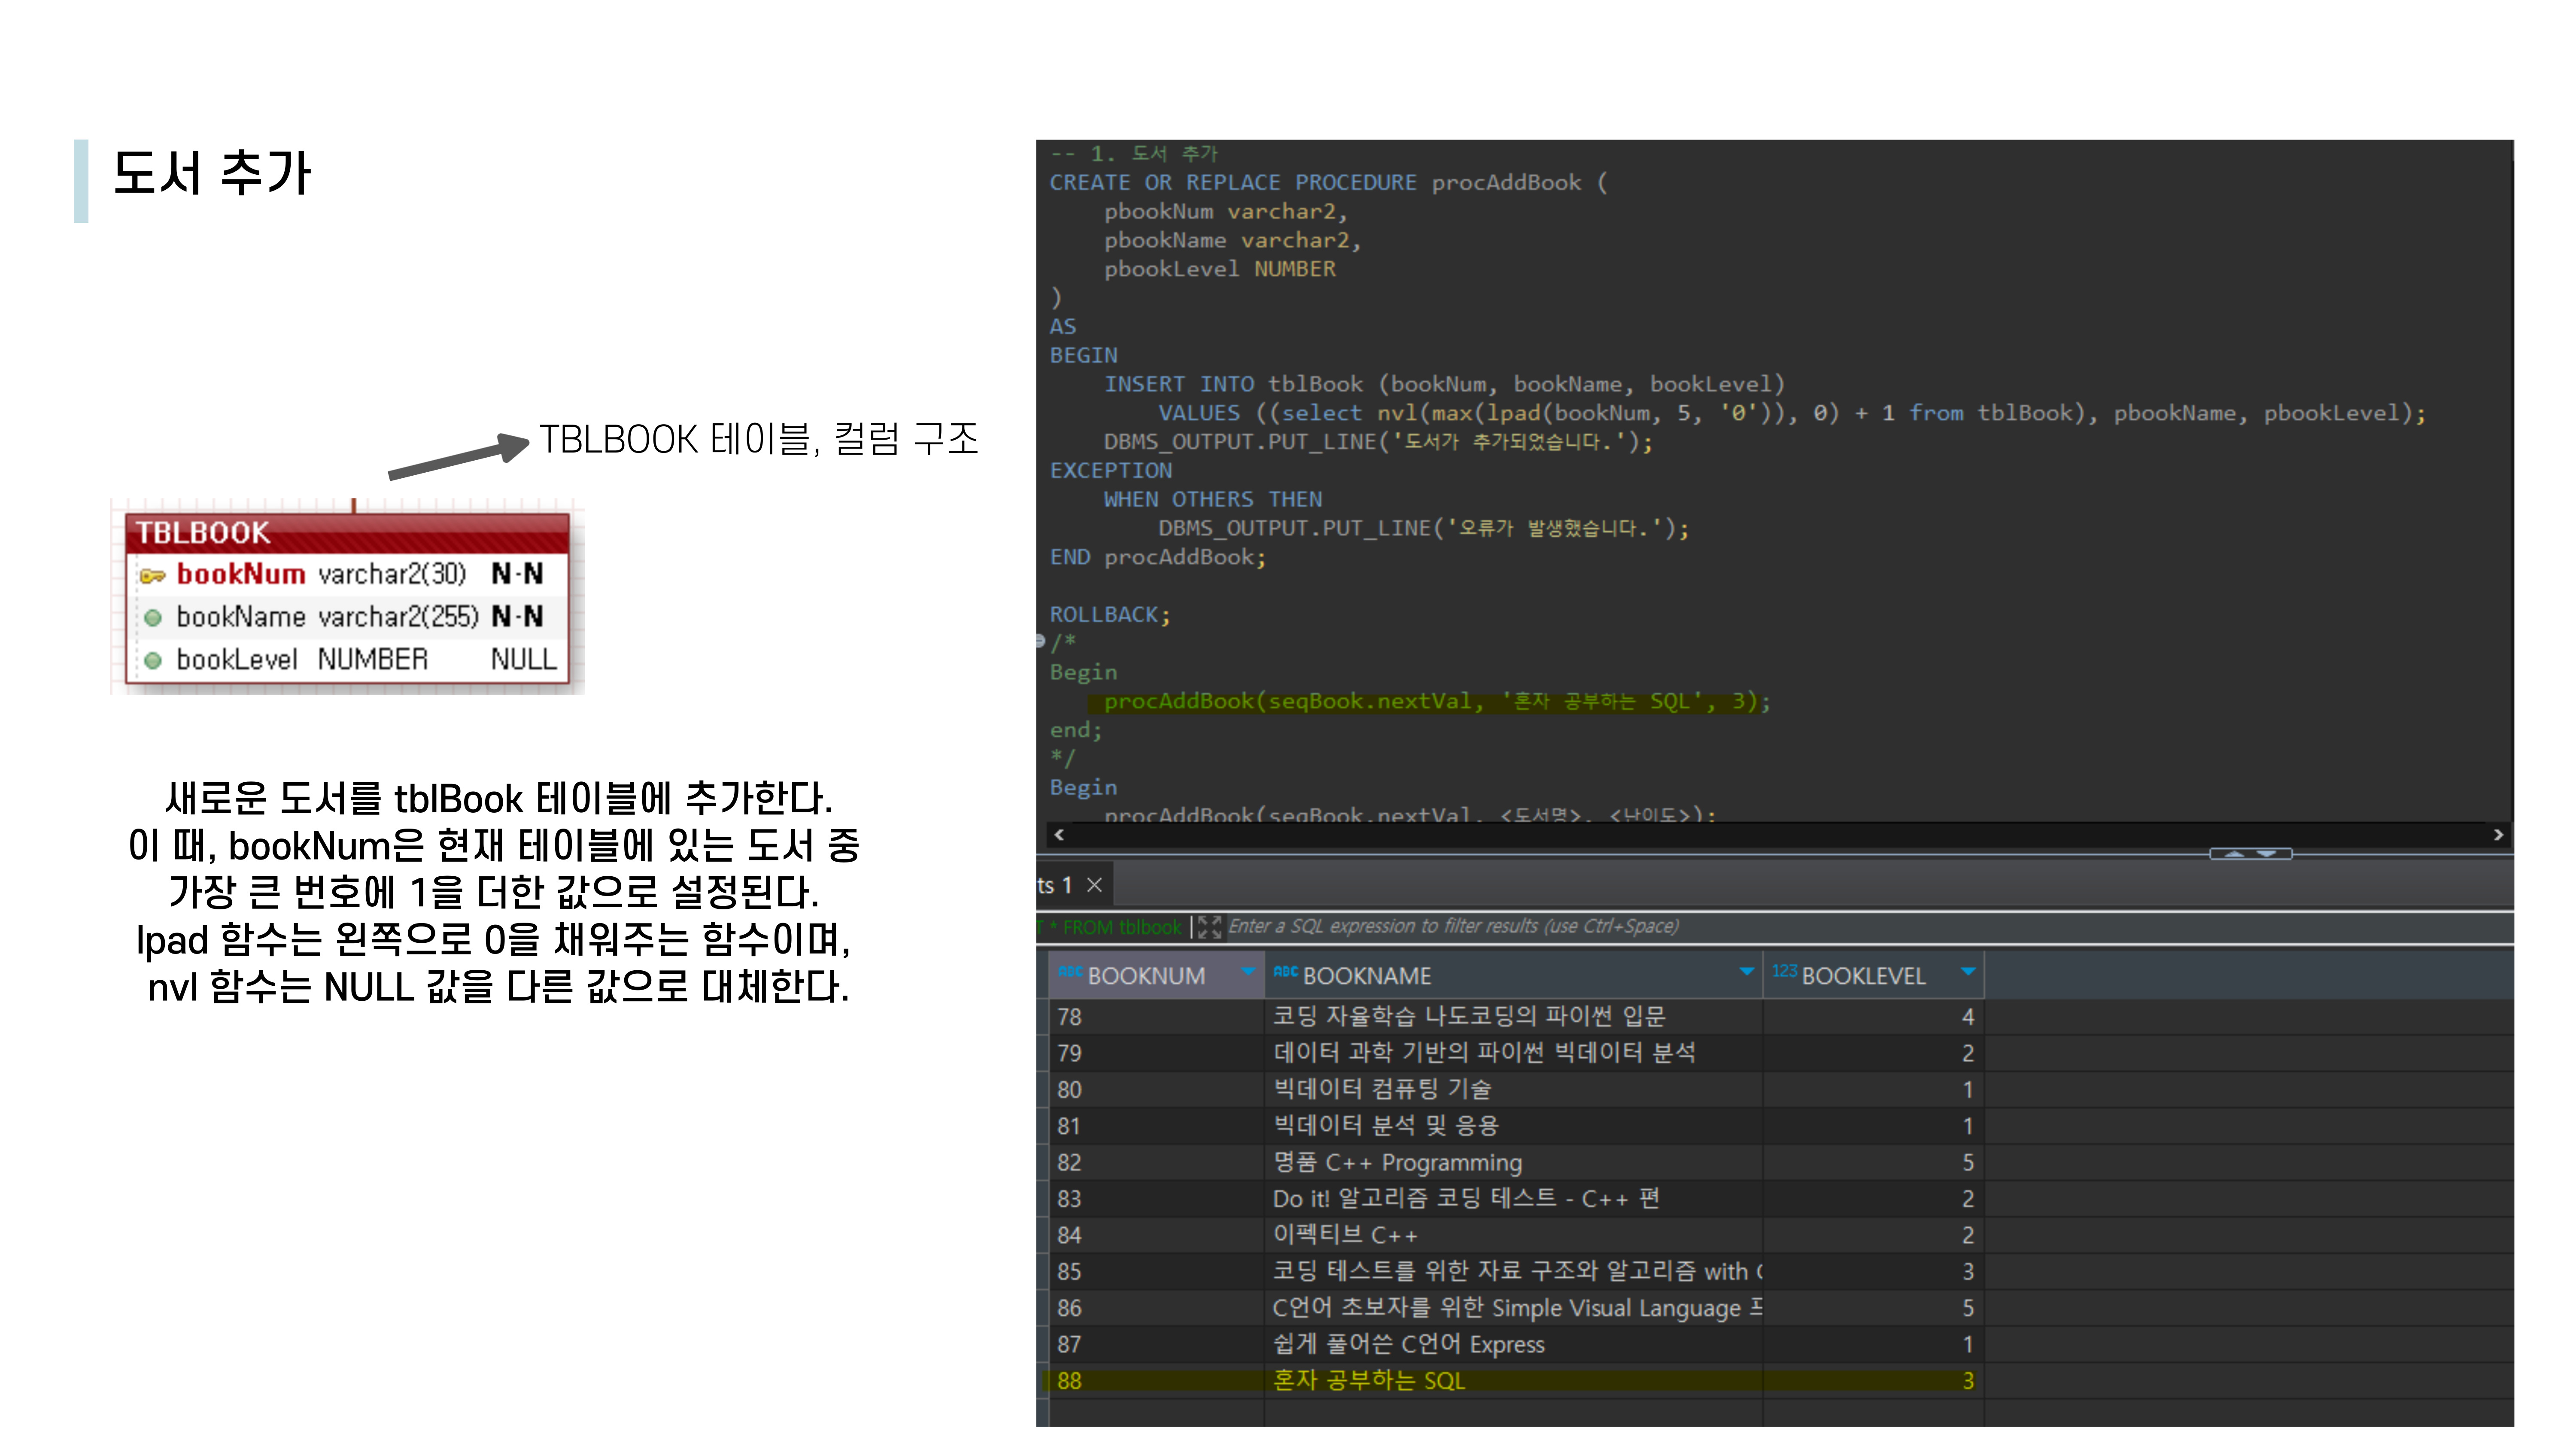 도서 추가
TBLBOOK 테이블, 컬럼 구조
TBLBOOK
bookNum varchar2(30) N-N
bookName varchar2(255) N-N
bookLevel NUMBER NULL
새로운 도서를 tblBook 테이블에 추가한다.
이 때, bookNum은 현재 테이블에 있는 도서 중
가장 큰 번호에 1을 더한 값으로 설정된다.
lpad 함수는 왼쪽으로 0을 채워주는 함수이며,
nvl 함수는 NULL 값을 다른 값으로 대체한다.
-- 1. 도서 추가
CREATE OR REPLACE PROCEDURE procAddBook (
pbookNum varchar2,
pbookName varchar2,
pbookLevel NUMBER
)
AS
BEGIN
INSERT INTO tblBook (bookNum, bookName, bookLevel)
VALUES ((select nvl(max(lpad(bookNum, 5, '0')), 0) + 1 from tblBook), pbookName, pbookLevel);
DBMS_OUTPUT.PUT_LINE('도서가 추가되었습니다.');
EXCEPTION
WHEN OTHERS THEN
DBMS_OUTPUT.PUT_LINE('오류가 발생했습니다.');
END procAddBook;
ROLLBACK;
/*
Begin
procAddBook(seqBook.nextVal, '혼자 공부하는 SQL', 3);
end;
*/
Begin
procAddBook(seqBook.nextVal, <도서명>, <난이도>);
ts 1
T * FROM tblbook Enter a SQL expression to filter results (use Ctrl+Space)
ABC BOOKNUM ABC BOOKNAME 123 BOOKLEVEL
78 코딩 자율학습 나도코딩의 파이썬 입문 4
79 데이터 과학 기반의 파이썬 빅데이터 분석 2
80 빅데이터 컴퓨팅 기술 1
81 빅데이터 분석 및 응용 1
82 명품 C++ Programming 5
83 Do it! 알고리즘 코딩 테스트 - C++ 편 2
84 이펙티브 C++ 2
85 코딩 테스트를 위한 자료 구조와 알고리즘 with 3
86 C언어 초보자를 위한 Simple Visual Language 5
87 쉽게 풀어쓴 C언어 Express 1
88 혼자 공부하는 SQL 3